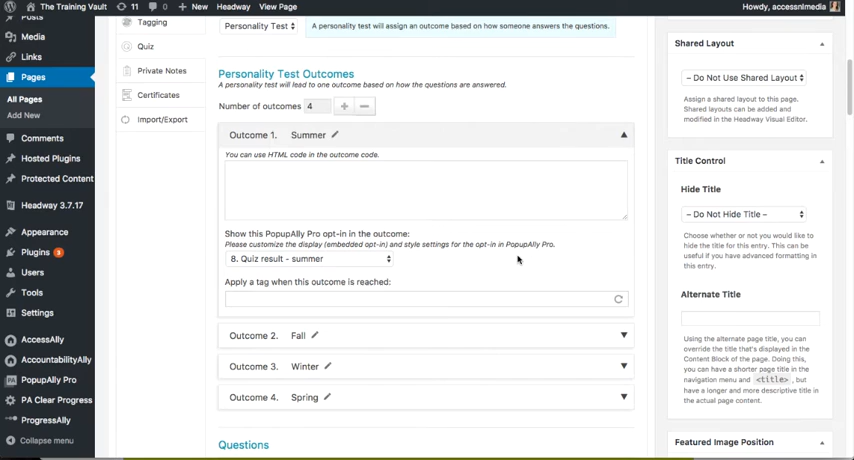 The Training Vault
11
0
New
Headway
View Page
Howdy, accessnlmedia
Posts
Media
Links
Pages
All Pages
Add New
Comments
Hosted Plugins
Protected Content
Headway 3.7.17
Appearance
Plugins 3
Users
Tools
Settings
AccessAlly
AccountabilityAlly
PopupAlly Pro
PA Clear Progress
ProgressAlly
Collapse menu
Tagging
Quiz
Private Notes
Certificates
Import/Export
Personality Test
A personality test will assign an outcome based on how someone answers the questions.
Personality Test Outcomes
A personality test will lead to one outcome based on how the questions are answered.
Number of outcomes 4 + −
Outcome 1. Summer
You can use HTML code in the outcome code.
Show this PopupAlly Pro opt-in in the outcome:
Please customize the display (embedded opt-in) and style settings for the opt-in in PopupAlly Pro.
8. Quiz result - summer
Apply a tag when this outcome is reached:
Outcome 2. Fall
Outcome 3. Winter
Outcome 4. Spring
Questions
Shared Layout
– Do Not Use Shared Layout
Assign a shared layout to this page.
Shared layouts can be added and
modified in the Headway Visual Editor.
Title Control
Hide Title
– Do Not Hide Title –
Choose whether or not you would like to
hide the title for this entry. This can be
useful if you have advanced formatting in
this entry.
Alternate Title
Using the alternate page title, you can
override the title that's displayed in the
Content Block of the page. Doing this,
you can have a shorter page title in the
navigation menu and <title>, but
have a longer and more descriptive title in
the actual page content.
Featured Image Position